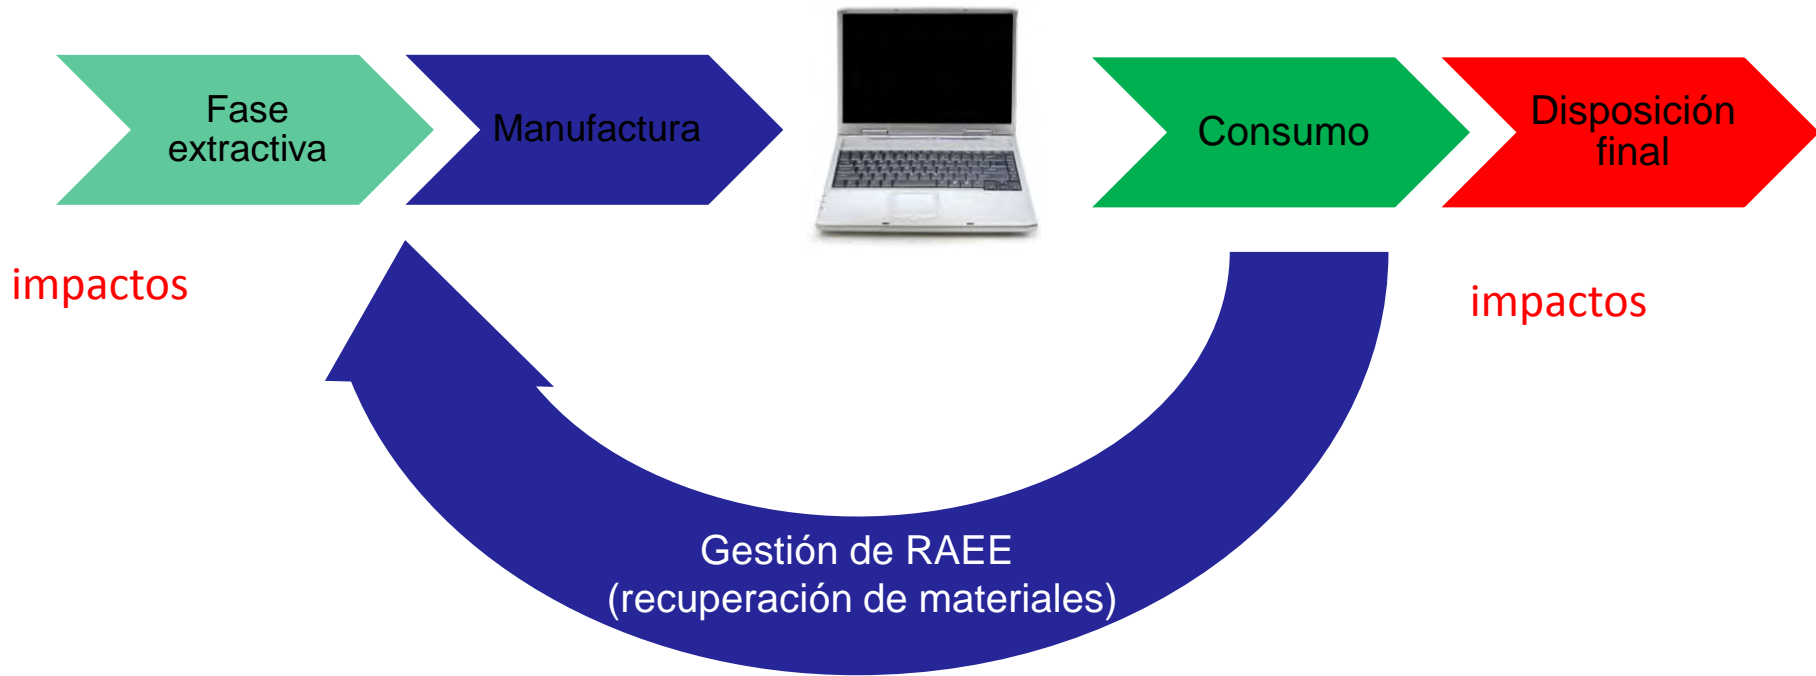 Fase
extractiva
Manufactura
Consumo
Disposición
final
impactos
impactos
Gestión de RAEE
(recuperación de materiales)